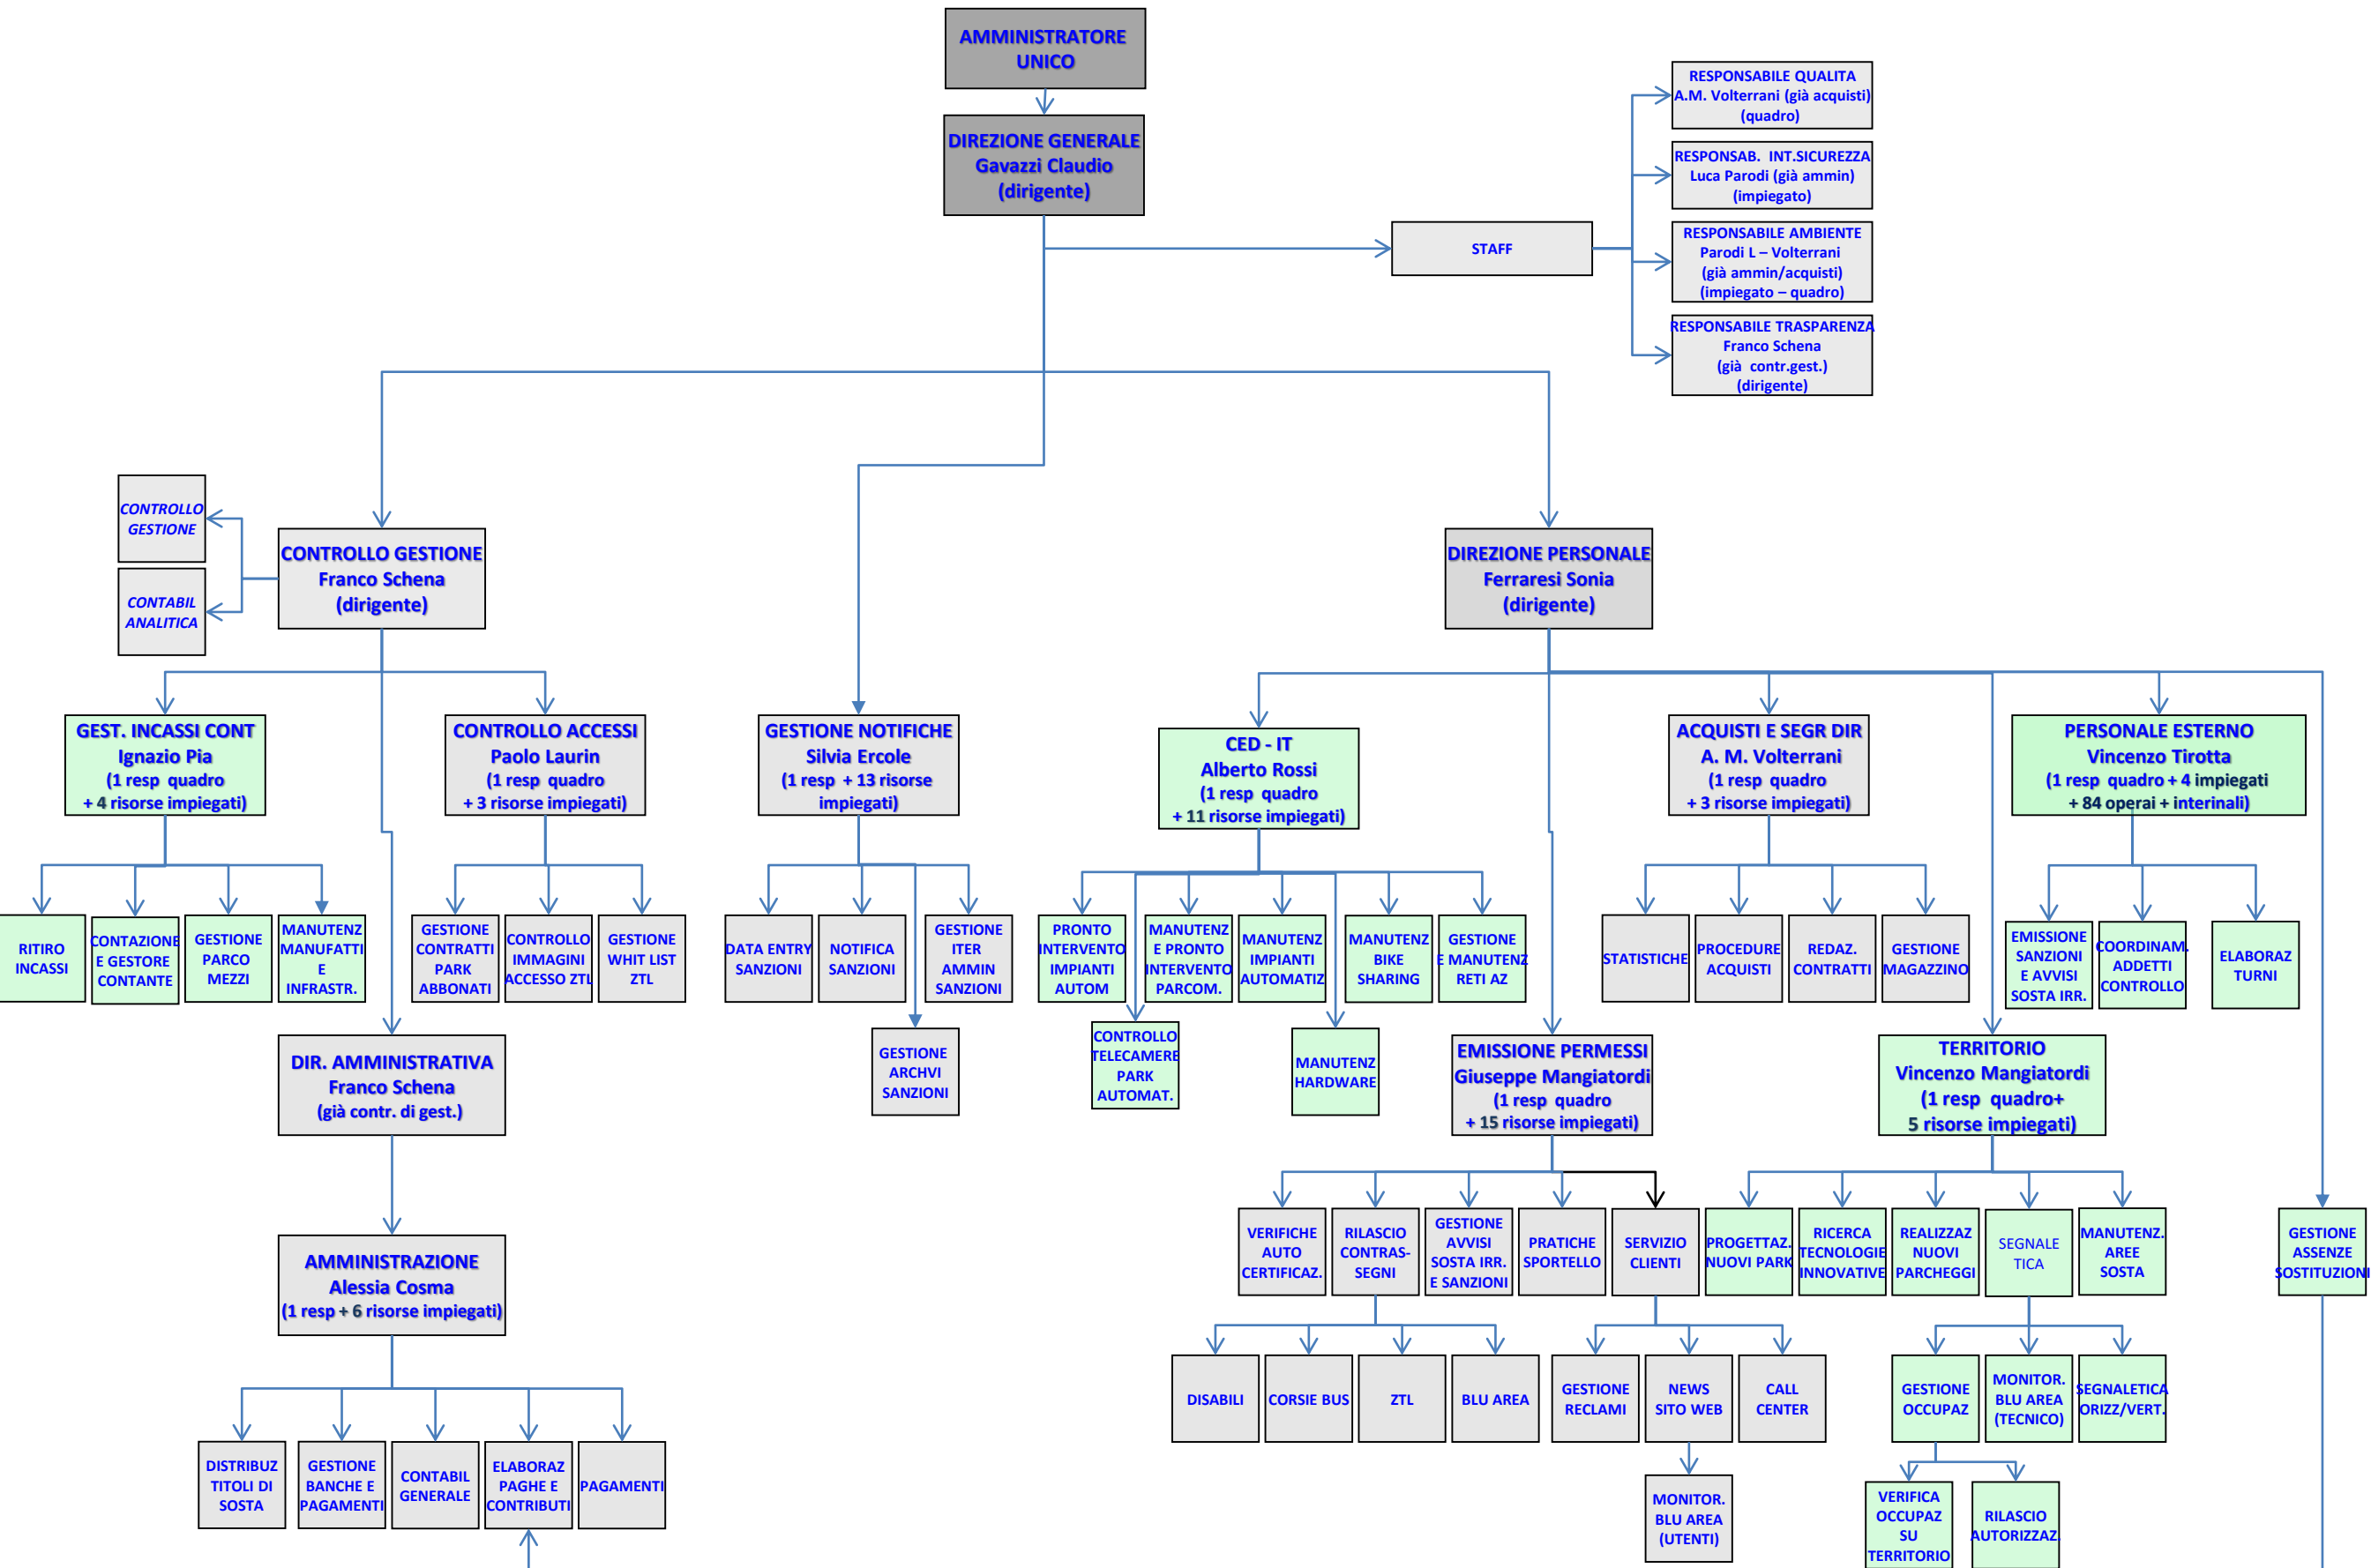 AMMINISTRATORE
UNICO
DIREZIONE GENERALE
Gavazzi Claudio
(dirigente)
STAFF
RESPONSABILE QUALITA
A.M. Volterrani (già acquisti)
(quadro)
RESPONSAB. INT.SICUREZZA
Luca Parodi (già ammin)
(impiegato)
RESPONSABILE AMBIENTE
Parodi L – Volterrani
(già ammin/acquisti)
(impiegato – quadro)
RESPONSABILE TRASPARENZA
Franco Schena
(già contr.gest.)
(dirigente)
CONTROLLO
GESTIONE
CONTABIL
ANALITICA
CONTROLLO GESTIONE
Franco Schena
(dirigente)
DIREZIONE PERSONALE
Ferraresi Sonia
(dirigente)
GEST. INCASSI CONT
Ignazio Pia
(1 resp quadro
+ 4 risorse impiegati)
CONTROLLO ACCESSI
Paolo Laurin
(1 resp quadro
+ 3 risorse impiegati)
GESTIONE NOTIFICHE
Silvia Ercole
(1 resp + 13 risorse
impiegati)
CED - IT
Alberto Rossi
(1 resp quadro
+ 11 risorse impiegati)
ACQUISTI E SEGR DIR
A. M. Volterrani
(1 resp quadro
+ 3 risorse impiegati)
PERSONALE ESTERNO
Vincenzo Tirotta
(1 resp quadro + 4 impiegati
+ 84 operai + interinali)
RITIRO
INCASSI
CONTAZIONE
E GESTORE
CONTANTE
GESTIONE
PARCO
MEZZI
MANUTENZ
MANUFATTI
E
INFRASTR.
GESTIONE
CONTRATTI
PARK
ABBONATI
CONTROLLO
IMMAGINI
ACCESSO ZTL
GESTIONE
WHIT LIST
ZTL
DATA ENTRY
SANZIONI
NOTIFICA
SANZIONI
GESTIONE
ITER
AMMIN
SANZIONI
GESTIONE
ARCHVI
SANZIONI
PRONTO
INTERVENTO
IMPIANTI
AUTOM
MANUTENZ
E PRONTO
INTERVENTO
PARCOM.
MANUTENZ
IMPIANTI
AUTOMATIZ
MANUTENZ
BIKE
SHARING
GESTIONE
E MANUTENZ
RETI AZ
CONTROLLO
TELECAMERE
PARK
AUTOMAT.
MANUTENZ
HARDWARE
STATISTICHE
PROCEDURE
ACQUISTI
REDAZ.
CONTRATTI
GESTIONE
MAGAZZINO
EMISSIONE
SANZIONI
E AVVISI
SOSTA IRR.
COORDINAM.
ADDETTI
CONTROLLO
ELABORAZ
TURNI
DIR. AMMINISTRATIVA
Franco Schena
(già contr. di gest.)
EMISSIONE PERMESSI
Giuseppe Mangiatordi
(1 resp quadro
+ 15 risorse impiegati)
TERRITORIO
Vincenzo Mangiatordi
(1 resp quadro+
5 risorse impiegati)
AMMINISTRAZIONE
Alessia Cosma
(1 resp + 6 risorse impiegati)
VERIFICHE
AUTO
CERTIFICAZ.
RILASCIO
CONTRAS-
SEGNI
GESTIONE
AVVISI
SOSTA IRR.
E SANZIONI
PRATICHE
SPORTELLO
SERVIZIO
CLIENTI
PROGETTAZ.
NUOVI PARK
RICERCA
TECNOLOGIE
INNOVATIVE
REALIZZAZ
NUOVI
PARCHEGGI
SEGNALE
TICA
MANUTENZ.
AREE
SOSTA
GESTIONE
ASSENZE
SOSTITUZIONI
DISABILI
CORSIE BUS
ZTL
BLU AREA
GESTIONE
RECLAMI
NEWS
SITO WEB
CALL
CENTER
GESTIONE
OCCUPAZ
MONITOR.
BLU AREA
(TECNICO)
SEGNALETICA
ORIZZ/VERT.
DISTRIBUZ
TITOLI DI
SOSTA
GESTIONE
BANCHE E
PAGAMENTI
CONTABIL
GENERALE
ELABORAZ
PAGHE E
CONTRIBUTI
PAGAMENTI
MONITOR.
BLU AREA
(UTENTI)
VERIFICA
OCCUPAZ
SU
TERRITORIO
RILASCIO
AUTORIZZAZ.